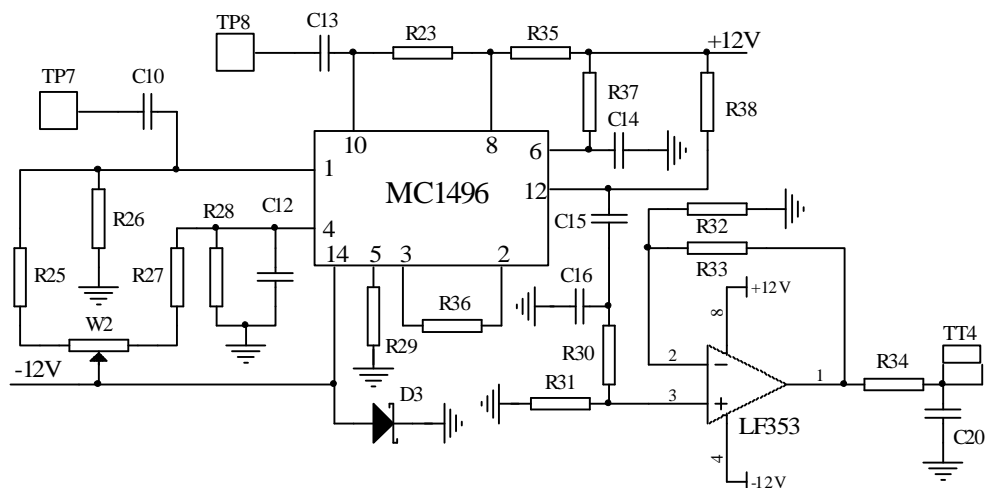 TP8
C13
R23
R35
+12V
TP7
C10
R37
R38
C14
10
8
6
1
12
MC1496
R26
R28
C12
4
C15
R32
R25
R27
14
5
3
2
R33
C16
R36
+12V
8
W2
R29
R30
TT4
-12V
2
D3
R31
1
R34
3
LF353
C20
4
-12V